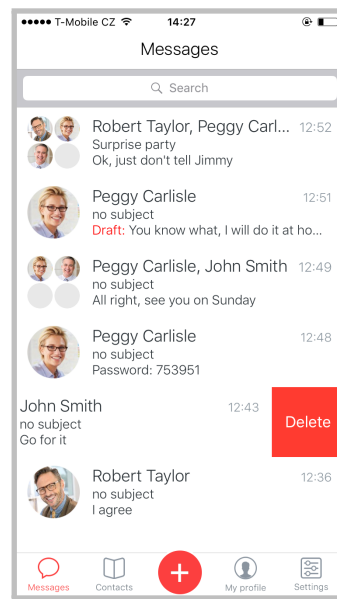 T-Mobile CZ 14:27
Messages
Search
Robert Taylor, Peggy Carl... 12:52
Surprise party
Ok, just don't tell Jimmy
Peggy Carlisle 12:51
no subject
Draft: You know what, I will do it at ho...
Peggy Carlisle, John Smith 12:49
no subject
All right, see you on Sunday
Peggy Carlisle 12:48
no subject
Password: 753951
John Smith 12:43 Delete
no subject
Go for it
Robert Taylor 12:36
no subject
I agree
Messages Contacts + My profile Settings